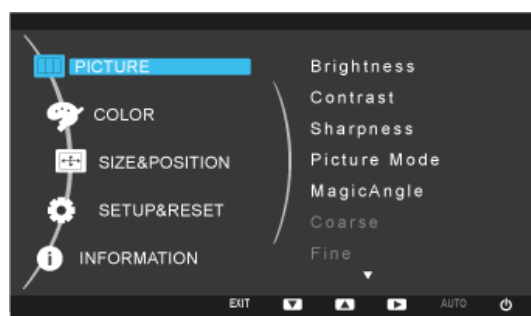 PICTURE
COLOR
SIZE&POSITION
SETUP&RESET
INFORMATION
Brightness
Contrast
Sharpness
Picture Mode
MagicAngle
Coarse
Fine
EXIT
AUTO